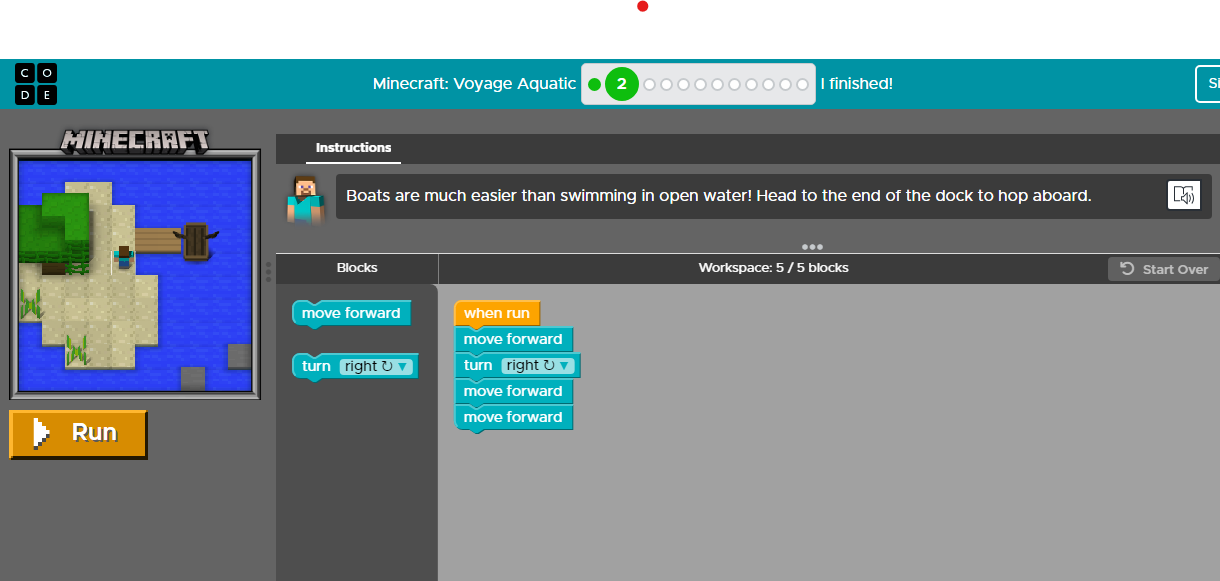 C O
D E
Minecraft: Voyage Aquatic
2
I finished!
Si
MINECRAFT
Instructions
Boats are much easier than swimming in open water! Head to the end of the dock to hop aboard.
Blocks
Workspace: 5 / 5 blocks
Start Over
move forward
turn right ↻ ▼
when run
move forward
turn right ↻ ▼
move forward
move forward
Run